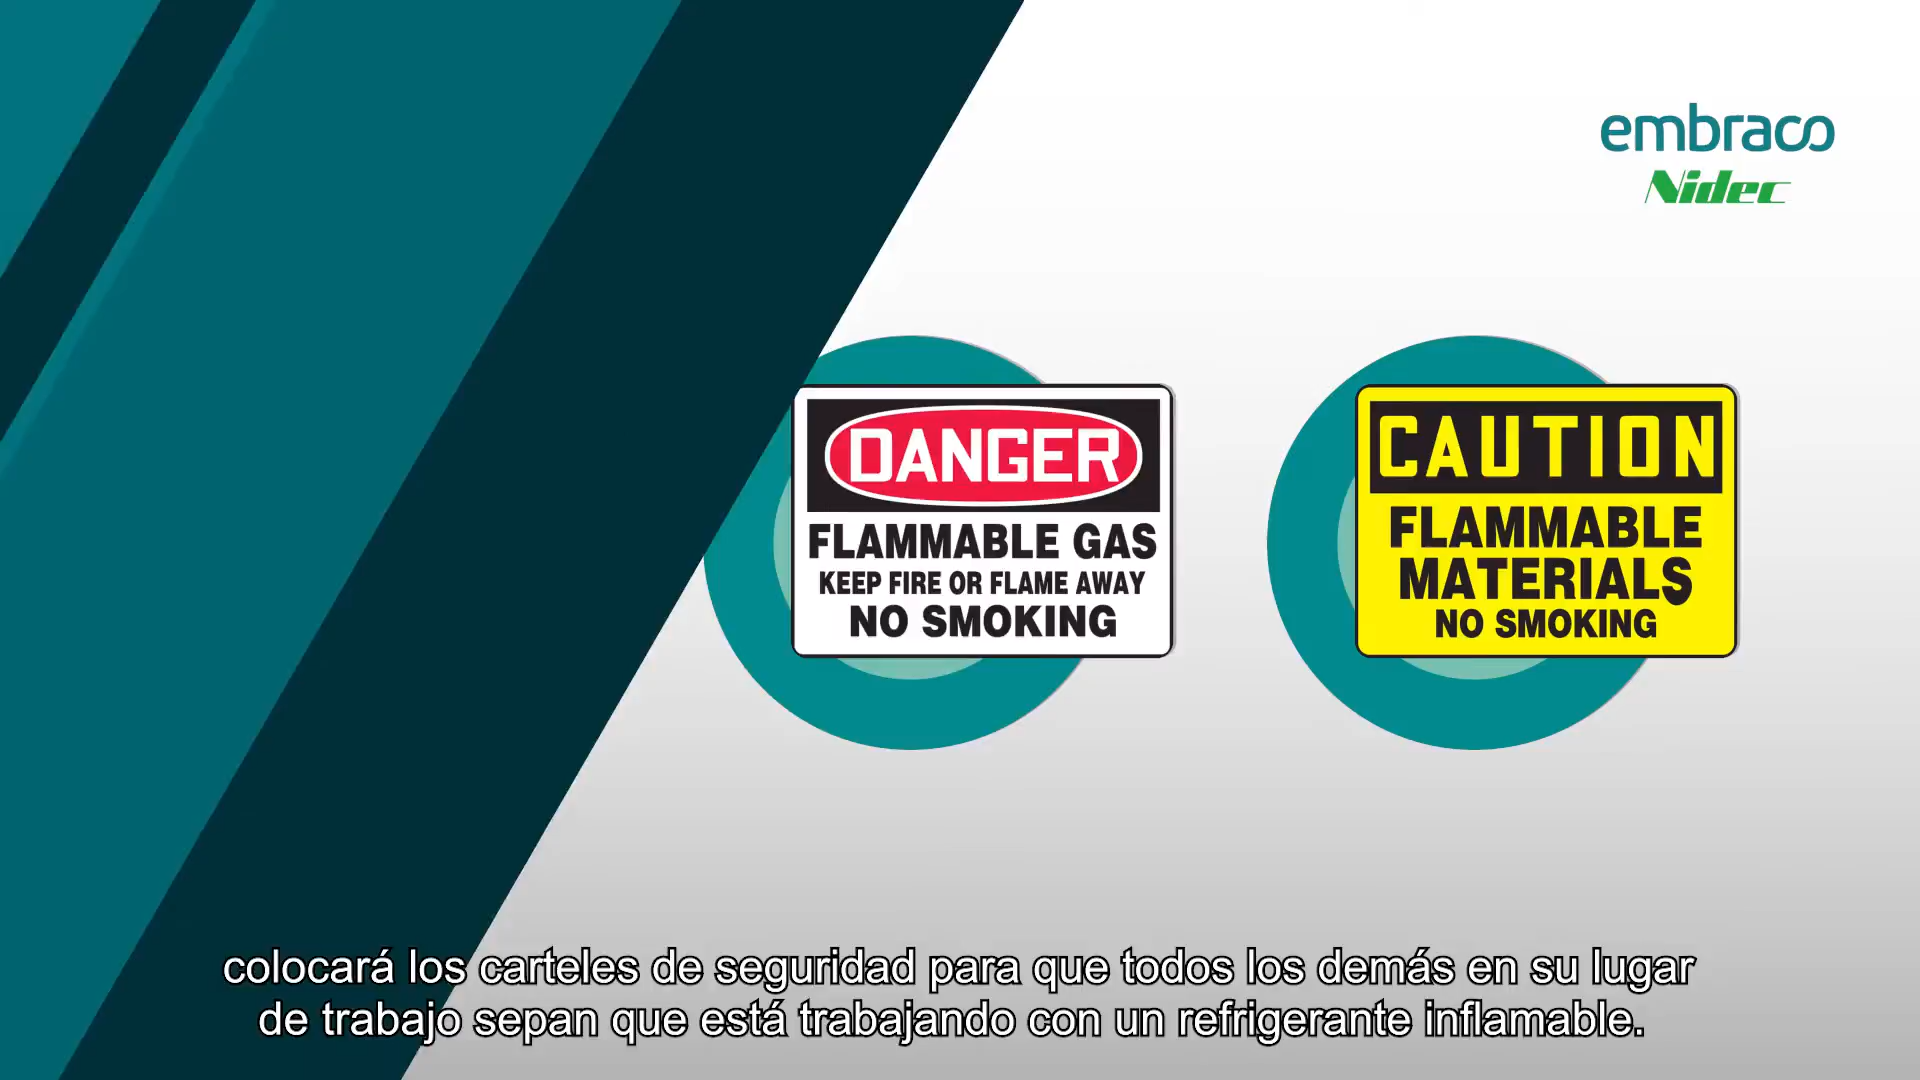 embraco
Nidec
DANGER
FLAMMABLE GAS
KEEP FIRE OR FLAME AWAY
NO SMOKING
CAUTION
FLAMMABLE
MATERIALS
NO SMOKING
colocará los carteles de seguridad para que todos los demás en su lugar
de trabajo sepan que está trabajando con un refrigerante inflamable.